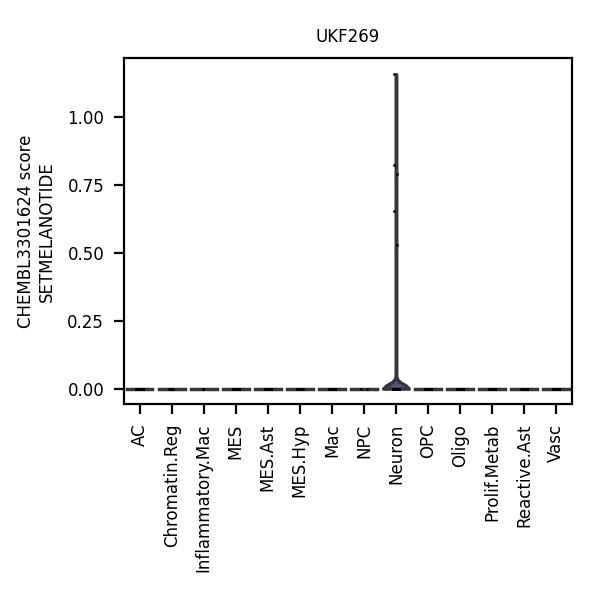 UKF269
CHEMBL3301624 score
SETMELANOTIDE
1.00
0.75
0.50
0.25
0.00
AC
Chromatin.Reg
Inflammatory.Mac
MES
MES.Ast
MES.Hyp
Mac
NPC
Neuron
OPC
Oligo
Prolif.Metab
Reactive.Ast
Vasc